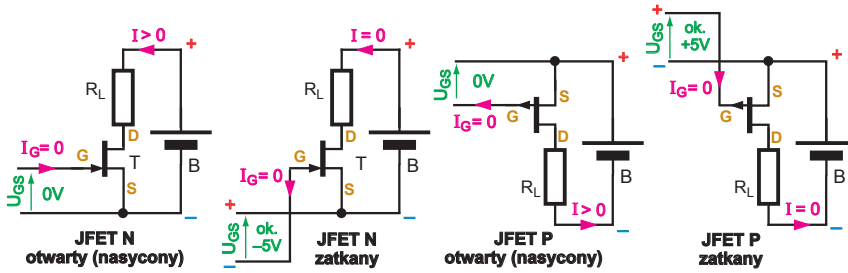 I > 0
+
R_L
D
I_G= 0
G
T
B
U_GS
0V
S
–
JFET N
otwarty (nasycony)
I = 0
+
R_L
D
I_G= 0
G
T
B
S
+
–
U_GS
ok.
–5V
–
JFET N
zatkany
+
U_GS
0V
S
I_G= 0
G
D
R_L
B
I > 0
–
JFET P
otwarty (nasycony)
+
U_GS
ok.
+5V
–
+
I_G= 0
S
G
D
R_L
B
I = 0
–
JFET P
zatkany